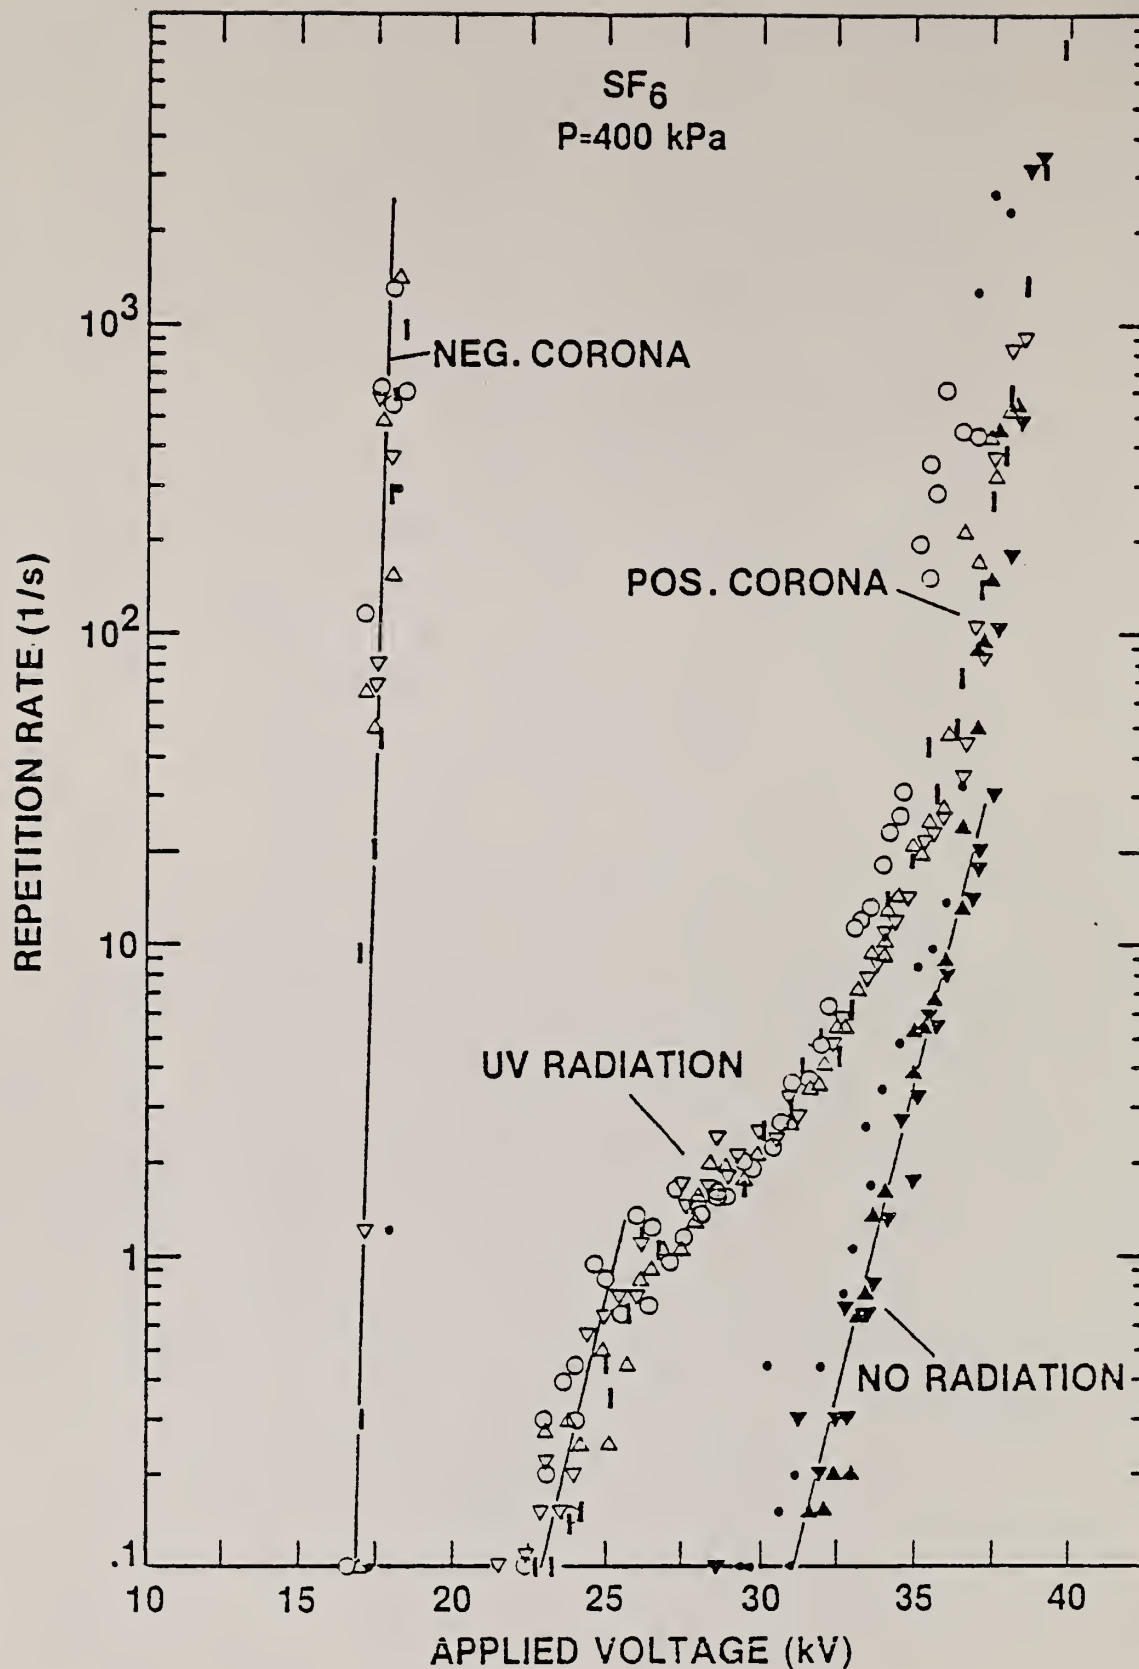 SF6
P=400 kPa
NEG. CORONA
POS. CORONA
UV RADIATION
NO RADIATION
REPETITION RATE (1/s)
10³
10²
10
1
.1
10 15 20 25 30 35 40
APPLIED VOLTAGE (kV)